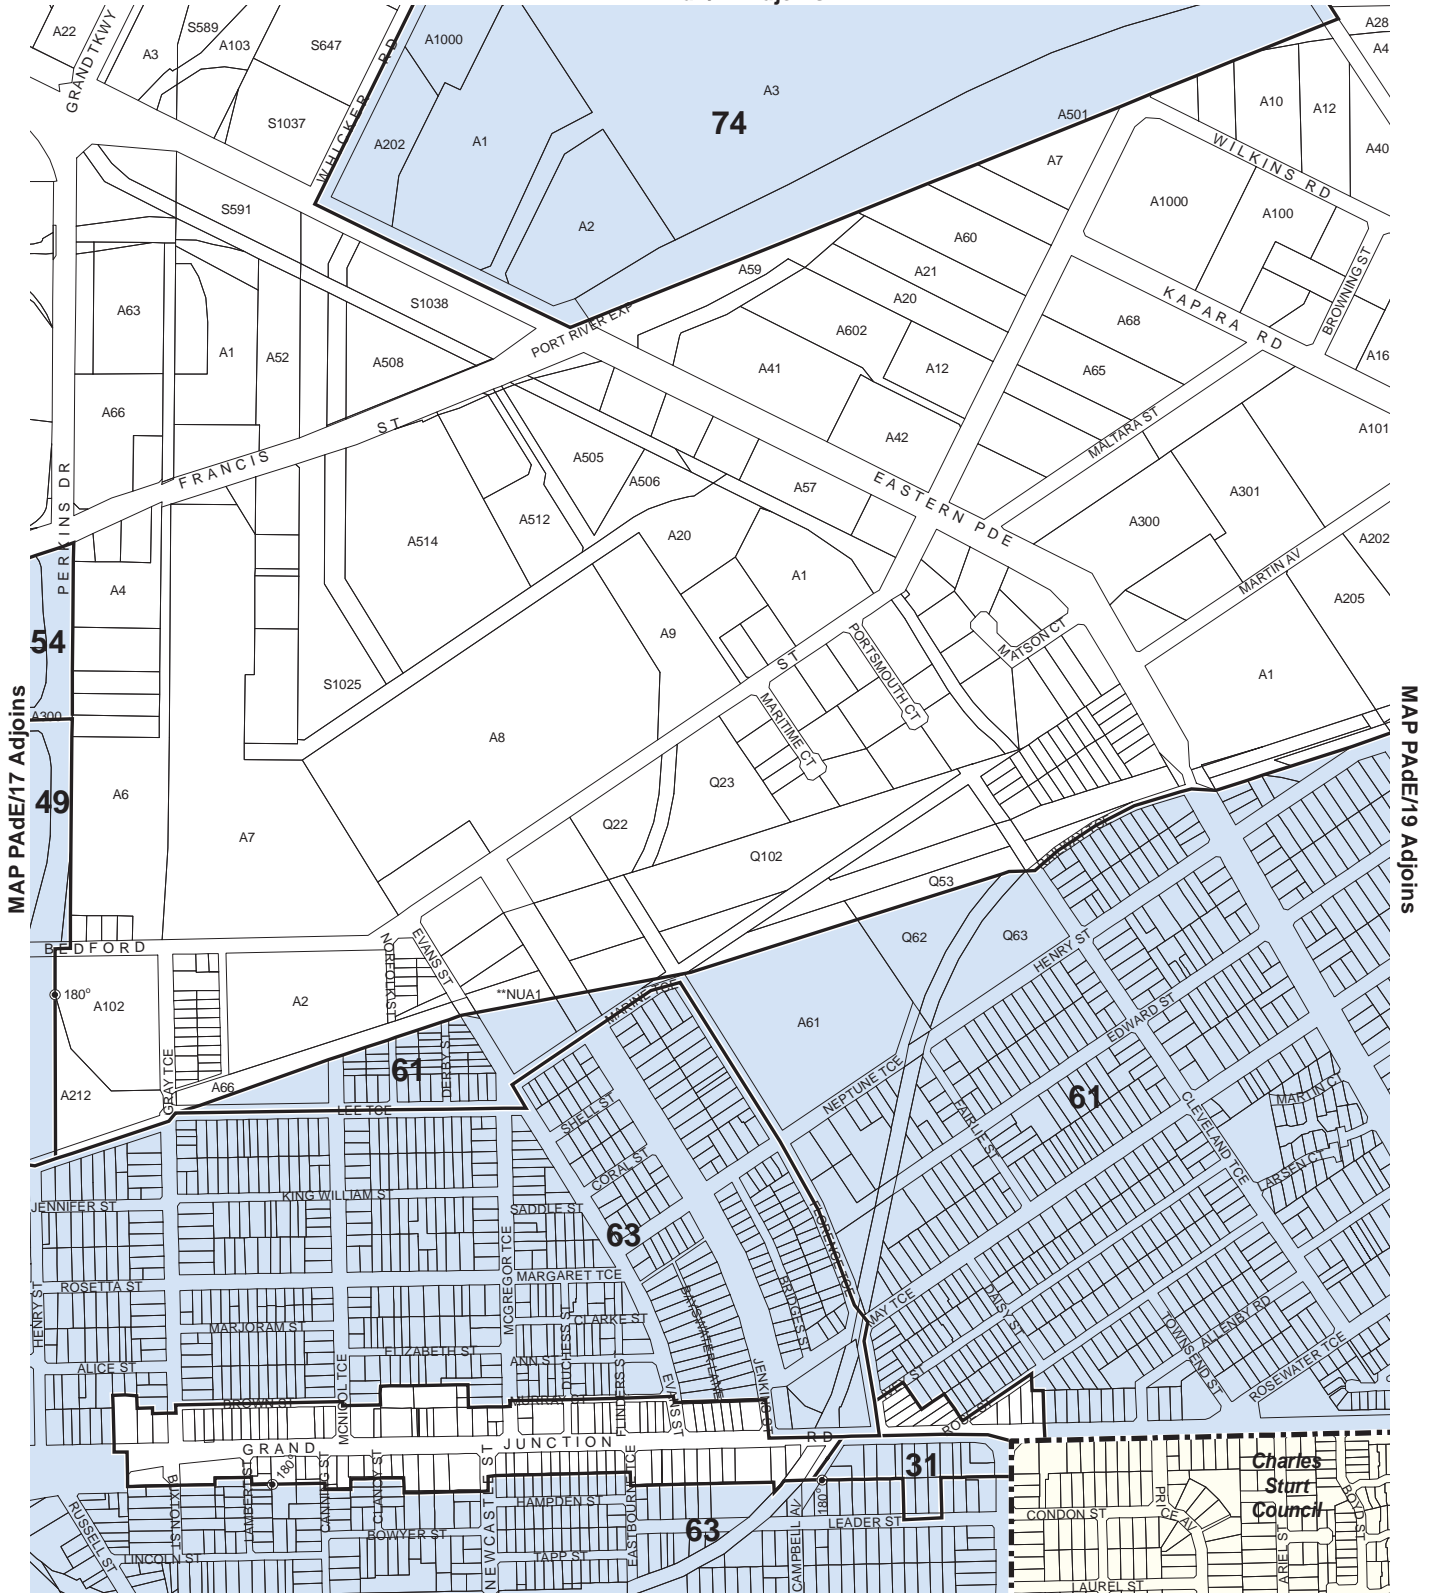 A22
A3
S589
A103
S647
S1037
GRANDTKWY
WHICKER RD
A1000
A202
A1
A2
A3
74
A501
A28
A4
A10
A12
A40
WILKINS RD
A7
A1000
A100
BROWNING ST
KAPARA RD
A16
A101
S591
S1038
A59
A60
A21
A20
A602
A68
A65
A63
A1
A52
A508
PORT RIVER EXP
A41
A12
A42
MALTARA ST
A66
FRANCIS ST
PERKINS DR
A505
A506
A57
EASTERN PDE
A301
A300
A202
MARTIN AV
A205
A514
A512
A20
A1
A4
54
A300
A9
ST
PORTSMOUTH CT
MATSON CT
A1
S1025
MARITIME CT
MAP PAdE/17 Adjoins
MAP PAdE/19 Adjoins
49
A6
A7
A8
Q23
Q22
Q102
Q53
Q62
Q63
HENRY ST
BEDFORD
NORFOLK ST
EVANS ST
180°
A102
A2
**NUA1
MARINE TCE
A61
EDWARD ST
NEPTUNE TCE
61
DERBY ST
GRAY TCE
A66
A212
LEE TCE
61
FAIRLIE ST
CLEVELAND TCE
MARTIN CT
ARSEN CT
SHELL ST
CORAL ST
JENNIFER ST
KING WILLIAM ST
SADDLE ST
63
FLORENCE TCE
ROSETTA ST
MCGREGOR TCE
MARGARET TCE
HENRY ST
MARJORAM ST
DUCHESS ST
CLARKE ST
BAYSWATER LANE
BRIDGES ST
MAY TCE
DAISY ST
TOWNSEND ST
ALLENBY RD
ROSEWATER TCE
ALICE ST
ELIZABETH ST
ANN ST
MCNICOL TCE
FLINDERS ST
EVANS ST
BROWN ST
MURRAY ST
GRAND JUNCTION RD
180°
BUXTON ST
LAMBERT ST
CANNING ST
CLANCY ST
NEWCASTLE ST
HAMPDEN ST
EASTBOURNE TCE
63
31
180°
CAMPBELL AV
LEADER ST
RUSSELL ST
LINCOLN ST
BOWYER ST
TAPP ST
Charles
Sturt
Council
CONDON ST
PRICE AV
ARIEL ST
BOYD ST
LAUREL ST